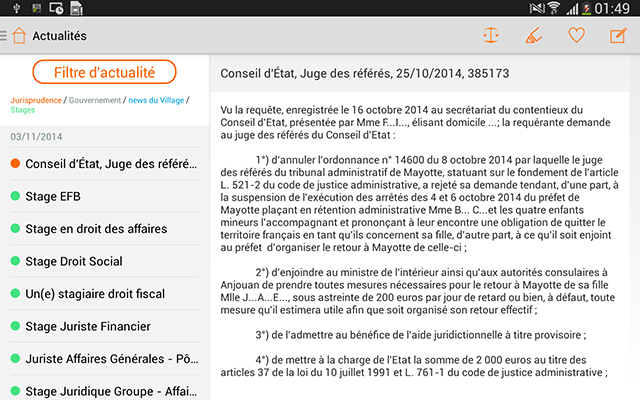 01:49
Actualités
Filtre d'actualité
Jurisprudence / Gouvernement / news du Village /
Stages
03/11/2014
Conseil d'État, Juge des référé...
Stage EFB
Stage en droit des affaires
Stage Droit Social
Un(e) stagiaire droit fiscal
Stage Juriste Financier
Juriste Affaires Générales - Pô...
Stage Juridique Groupe - Affai...
Conseil d'État, Juge des référés, 25/10/2014, 385173
Vu la requête, enregistrée le 16 octobre 2014 au secrétariat du contentieux du
Conseil d'Etat, présentée par Mme F...I..., élisant domicile ...; la requérante demande
au juge des référés du Conseil d'Etat :
1°) d'annuler l'ordonnance n° 14600 du 8 octobre 2014 par laquelle le juge
des référés du tribunal administratif de Mayotte, statuant sur le fondement de l'article
L. 521-2 du code de justice administrative, a rejeté sa demande tendant, d'une part, à
la suspension de l'exécution des arrêtés des 4 et 6 octobre 2014 du préfet de
Mayotte plaçant en rétention administrative Mme B... C...et les quatre enfants
mineurs l'accompagnant et prononçant à leur encontre une obligation de quitter le
territoire français en tant qu'ils concernent sa fille, d'autre part, à ce qu'il soit enjoint
au préfet d'organiser le retour à Mayotte de celle-ci ;
2°) d'enjoindre au ministre de l'intérieur ainsi qu'aux autorités consulaires à
Anjouan de prendre toutes mesures nécessaires pour le retour à Mayotte de sa fille
Mlle J...A...E..., sous astreinte de 200 euros par jour de retard ou bien, à défaut, toute
mesure qu'il estimera utile afin que soit organisé son retour effectif ;
3°) de l'admettre au bénéfice de l'aide juridictionnelle à titre provisoire ;
4°) de mettre à la charge de l'Etat la somme de 2 000 euros au titre des
articles 37 de la loi du 10 juillet 1991 et L. 761-1 du code de justice administrative ;